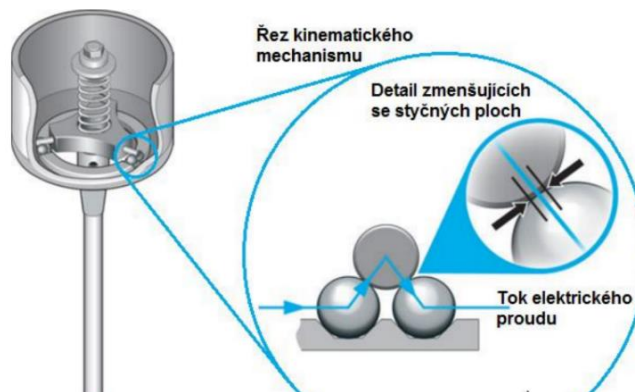 Řez kinematického
mechanismu
Detail zmenšujících
se styčných ploch
Tok elektrického
proudu